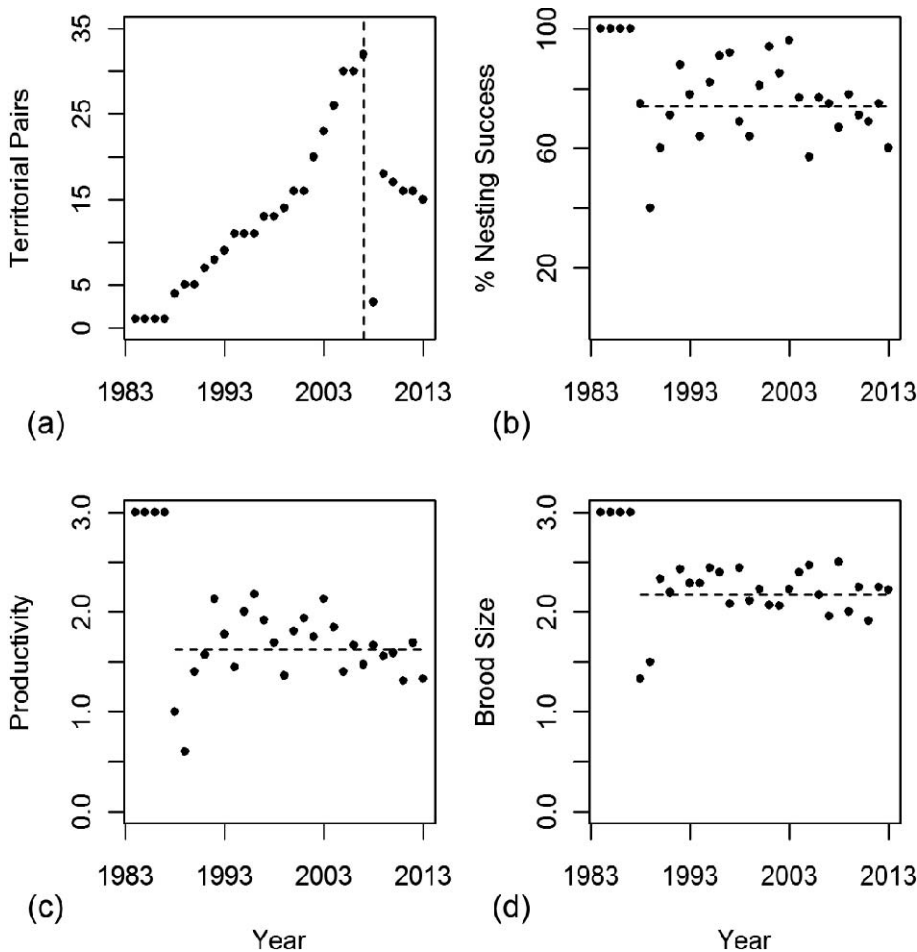 35
25
15
5
0
Territorial Pairs
1983 1993 2003 2013
(a)
100
60
20
% Nesting Success
1983 1993 2003 2013
(b)
3.0
2.0
1.0
0.0
Productivity
1983 1993 2003 2013
(c)
Year
3.0
2.0
1.0
0.0
Brood Size
1983 1993 2003 2013
(d)
Year